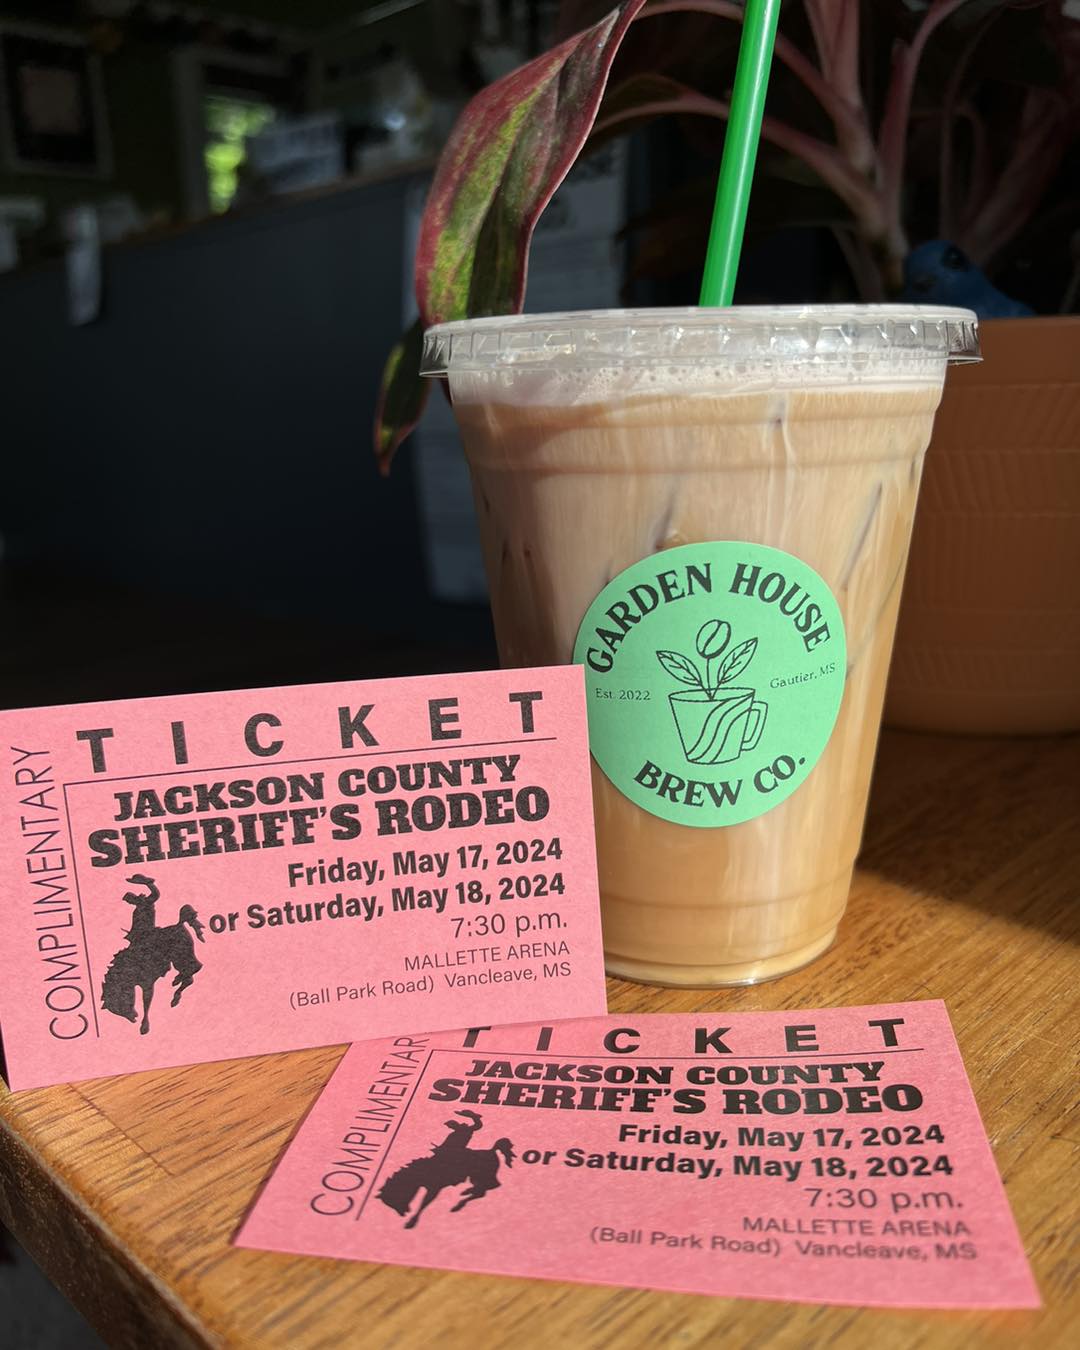 GARDEN HOUSE
Est. 2022
Gautier, MS
BREW CO.
COMPLIMENTARY
TICKET
JACKSON COUNTY
SHERIFF'S RODEO
Friday, May 17, 2024
or Saturday, May 18, 2024
7:30 p.m.
MALLETTE ARENA
(Ball Park Road) Vancleave, MS
COMPLIMENTARY
TICKET
JACKSON COUNTY
SHERIFF'S RODEO
Friday, May 17, 2024
or Saturday, May 18, 2024
7:30 p.m.
MALLETTE ARENA
(Ball Park Road) Vancleave, MS